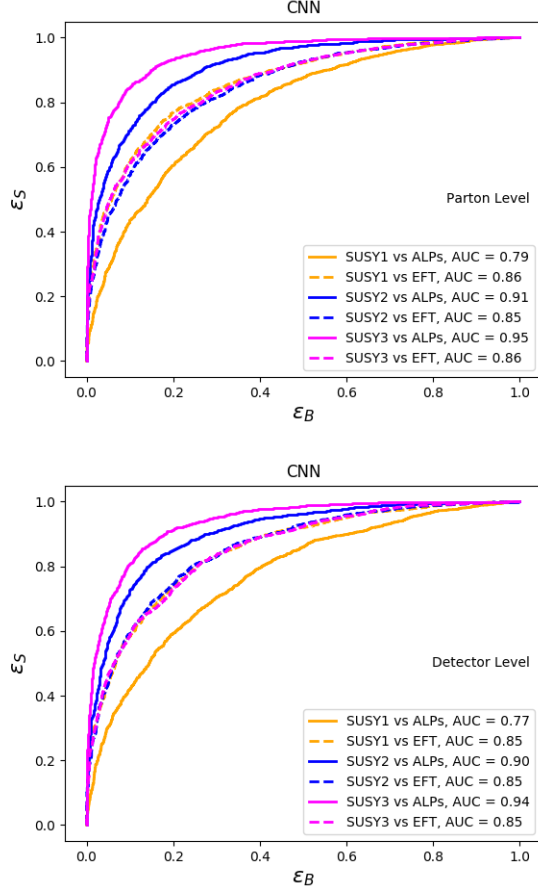 CNN
1.0
0.8
0.6
0.4
0.2
0.0
ε_S
Parton Level
SUSY1 vs ALPs, AUC = 0.79
SUSY1 vs EFT, AUC = 0.86
SUSY2 vs ALPs, AUC = 0.91
SUSY2 vs EFT, AUC = 0.85
SUSY3 vs ALPs, AUC = 0.95
SUSY3 vs EFT, AUC = 0.86
0.0 0.2 0.4 0.6 0.8 1.0
ε_B
CNN
1.0
0.8
0.6
0.4
0.2
0.0
ε_S
Detector Level
SUSY1 vs ALPs, AUC = 0.77
SUSY1 vs EFT, AUC = 0.85
SUSY2 vs ALPs, AUC = 0.90
SUSY2 vs EFT, AUC = 0.85
SUSY3 vs ALPs, AUC = 0.94
SUSY3 vs EFT, AUC = 0.85
0.0 0.2 0.4 0.6 0.8 1.0
ε_B